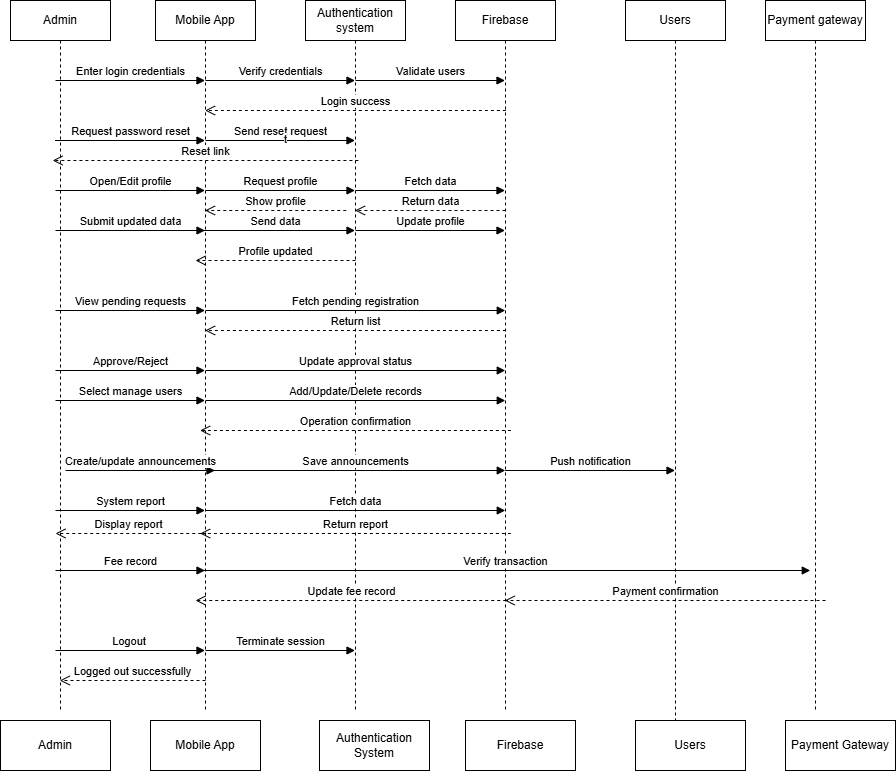 Admin
Mobile App
Authentication
system
Firebase
Users
Payment gateway
Enter login credentials
Verify credentials
Validate users
Login success
Request password reset
Send reset request
t
Reset link
Open/Edit profile
Request profile
Fetch data
Show profile
Return data
Submit updated data
Send data
Update profile
Profile updated
View pending requests
Fetch pending registration
Return list
Approve/Reject
Update approval status
Select manage users
Add/Update/Delete records
Operation confirmation
Create/update announcements
Save announcements
Push notification
System report
Fetch data
Display report
Return report
Fee record
Verify transaction
Update fee record
Payment confirmation
Logout
Terminate session
Logged out successfully
Admin
Mobile App
Authentication
System
Firebase
Users
Payment Gateway